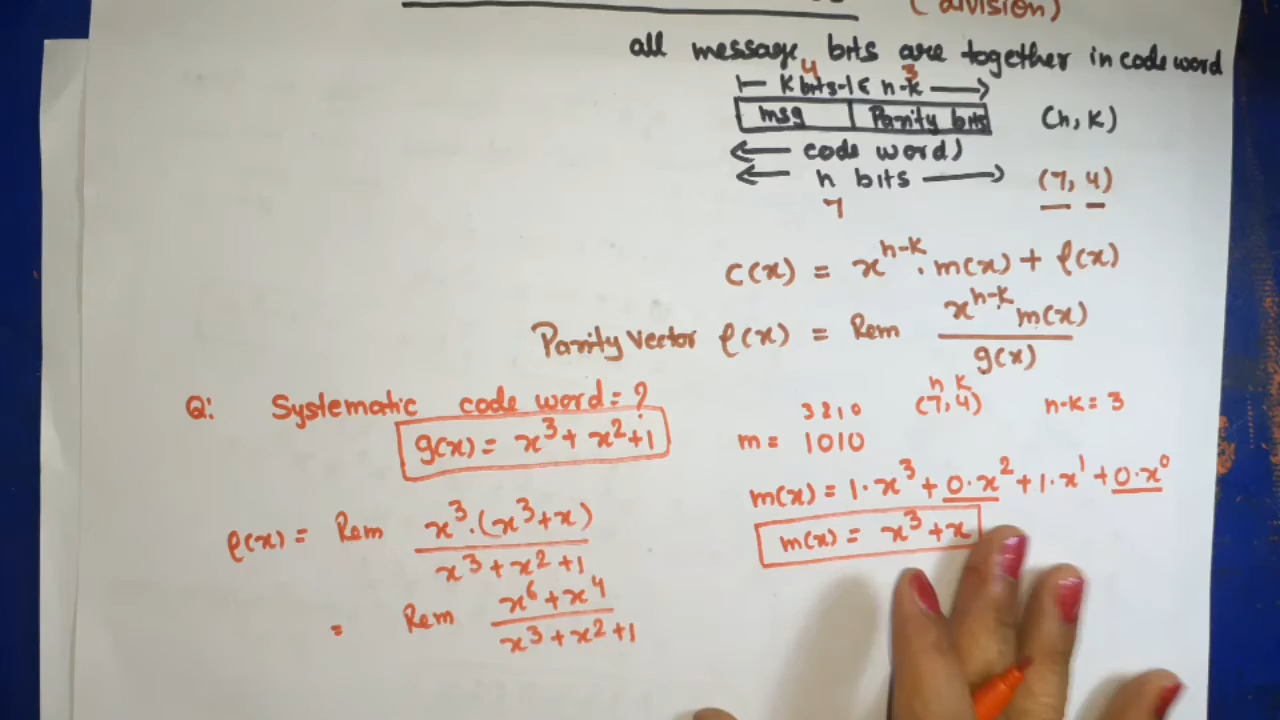 (division)
all message bits are together in code word
4 3
K bits n-k
msg Parity bits (n, k)
code word
n bits (7, 4)
7
c(x) = x^{n-k} . m(x) + ρ(x)
Parity vector ρ(x) = Rem \frac{x^{n-k} m(x)}{g(x)}
Q: Systematic code word = ?
g(x) = x^3 + x^2 + 1
n k
3 2 1 0 (7, 4) n-k = 3
m = 1010
m(x) = 1·x^3 + 0·x^2 + 1·x^1 + 0·x^0
m(x) = x^3 + x
ρ(x) = Rem \frac{x^3 . (x^3 + x)}{x^3 + x^2 + 1}
= Rem \frac{x^6 + x^4}{x^3 + x^2 + 1}